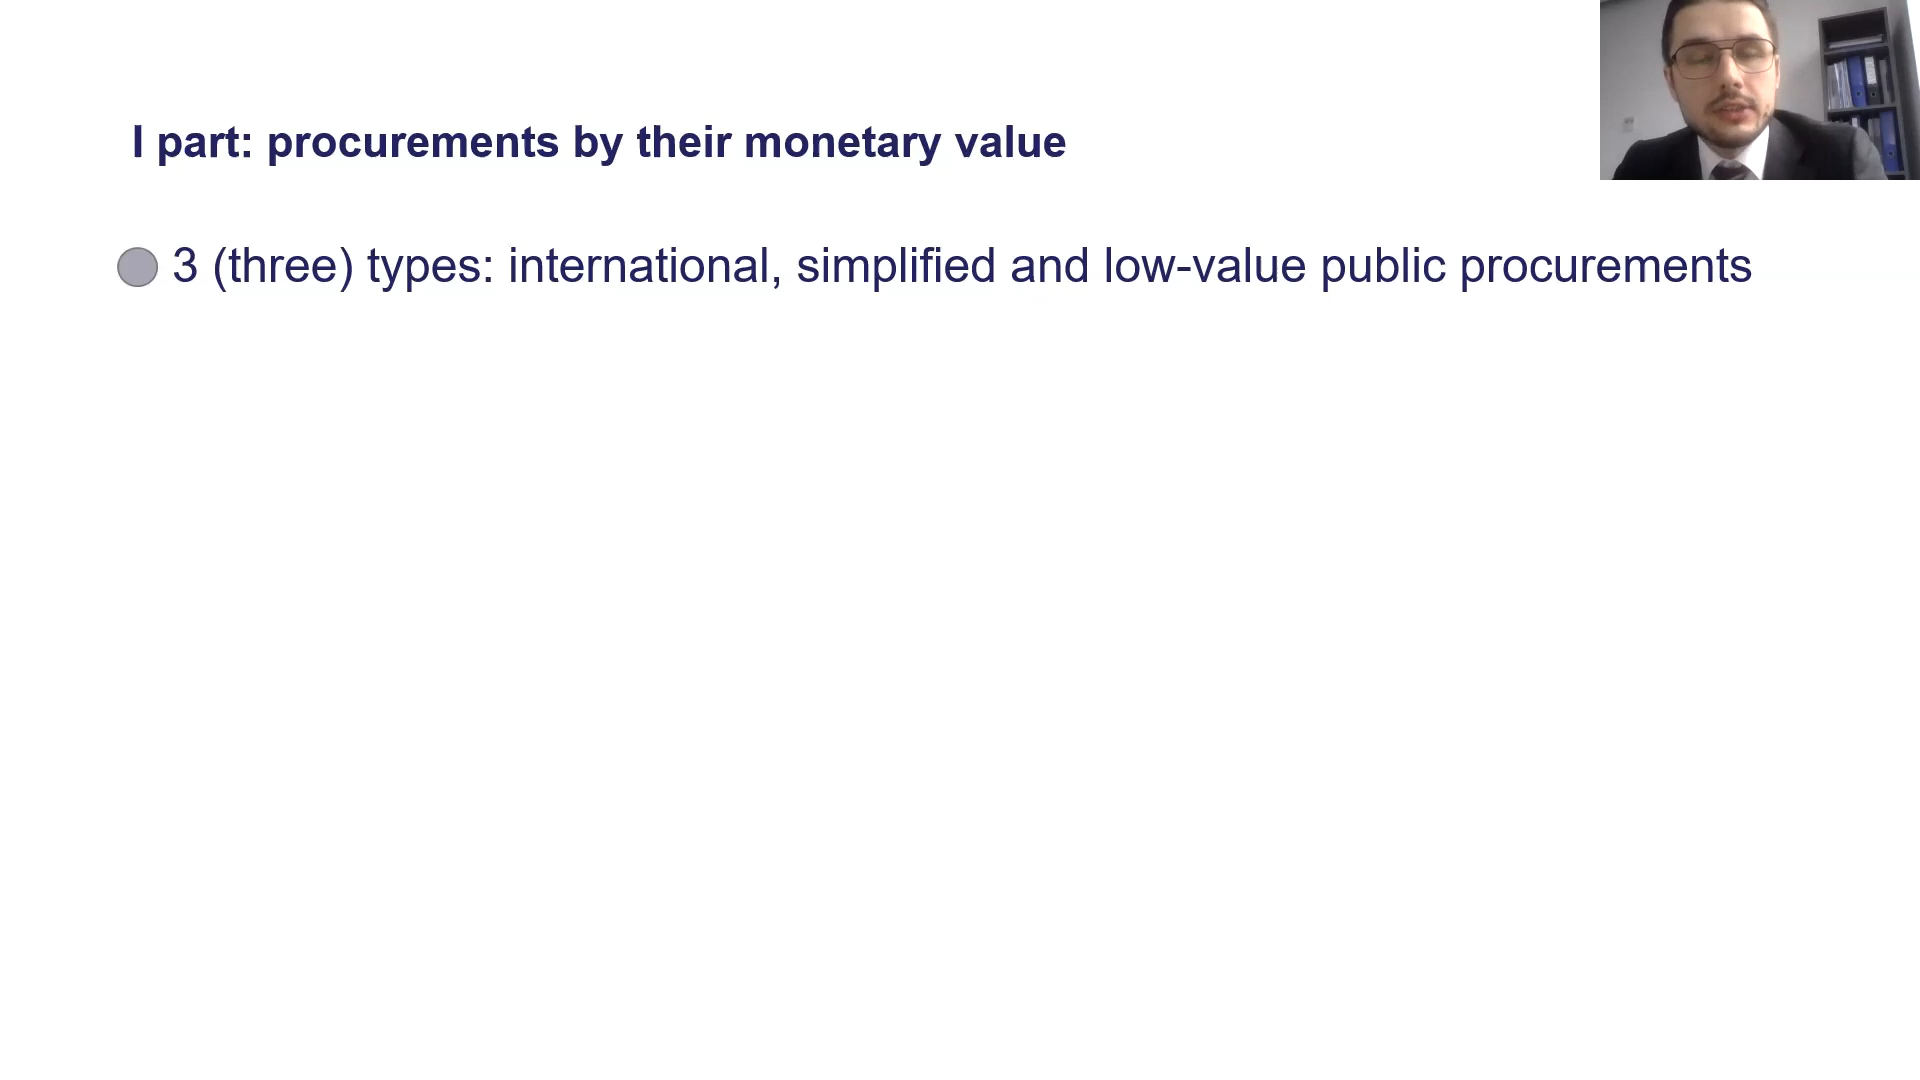 I part: procurements by their monetary value
3 (three) types: international, simplified and low-value public procurements